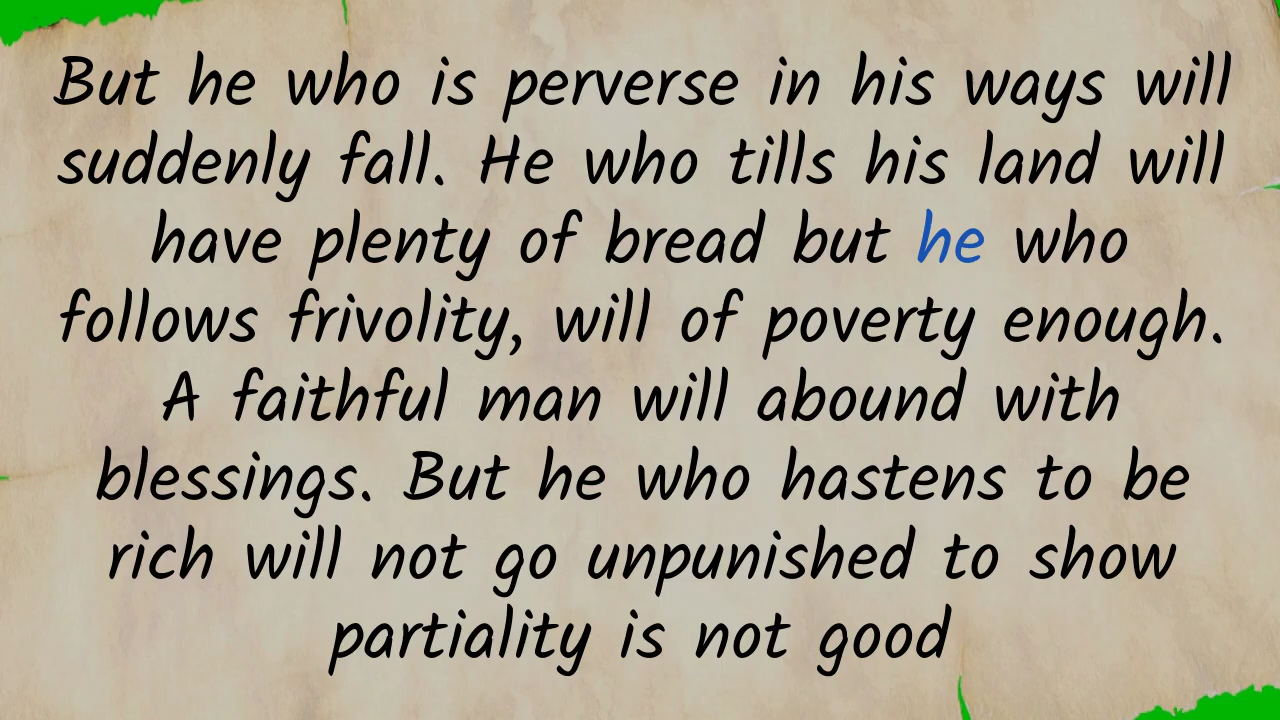 But he who is perverse in his ways will
suddenly fall. He who tills his land will
have plenty of bread but he who
follows frivolity, will of poverty enough.
A faithful man will abound with
blessings. But he who hastens to be
rich will not go unpunished to show
partiality is not good